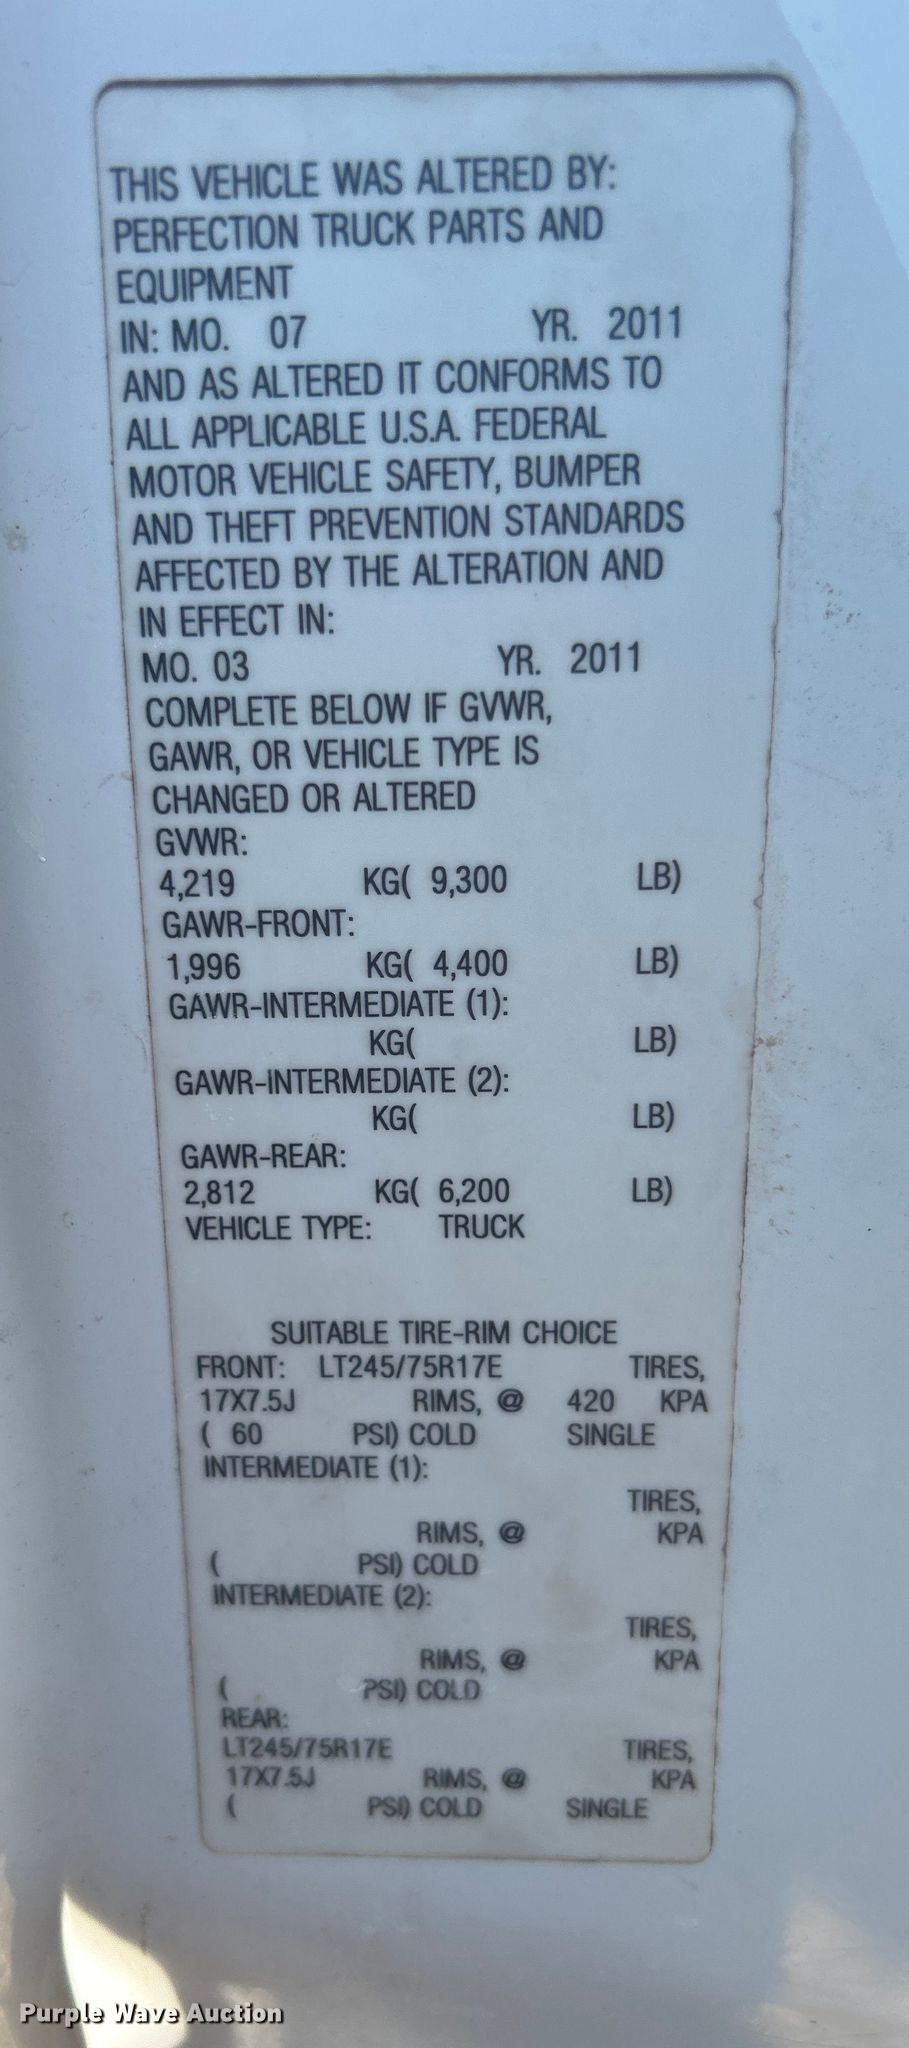 THIS VEHICLE WAS ALTERED BY:
PERFECTION TRUCK PARTS AND
EQUIPMENT
IN: MO. 07 YR. 2011
AND AS ALTERED IT CONFORMS TO
ALL APPLICABLE U.S.A. FEDERAL
MOTOR VEHICLE SAFETY, BUMPER
AND THEFT PREVENTION STANDARDS
AFFECTED BY THE ALTERATION AND
IN EFFECT IN:
MO. 03 YR. 2011
COMPLETE BELOW IF GVWR,
GAWR, OR VEHICLE TYPE IS
CHANGED OR ALTERED
GVWR:
4,219 KG( 9,300 LB)
GAWR-FRONT:
1,996 KG( 4,400 LB)
GAWR-INTERMEDIATE (1):
KG( LB)
GAWR-INTERMEDIATE (2):
KG( LB)
GAWR-REAR:
2,812 KG( 6,200 LB)
VEHICLE TYPE: TRUCK
SUITABLE TIRE-RIM CHOICE
FRONT: LT245/75R17E TIRES,
17X7.5J RIMS, @ 420 KPA
( 60 PSI) COLD SINGLE
INTERMEDIATE (1):
TIRES,
RIMS, @ KPA
( PSI) COLD
INTERMEDIATE (2):
TIRES,
RIMS, @ KPA
( PSI) COLD
REAR:
LT245/75R17E TIRES,
17X7.5J RIMS, @ KPA
( PSI) COLD SINGLE
Purple Wave Auction